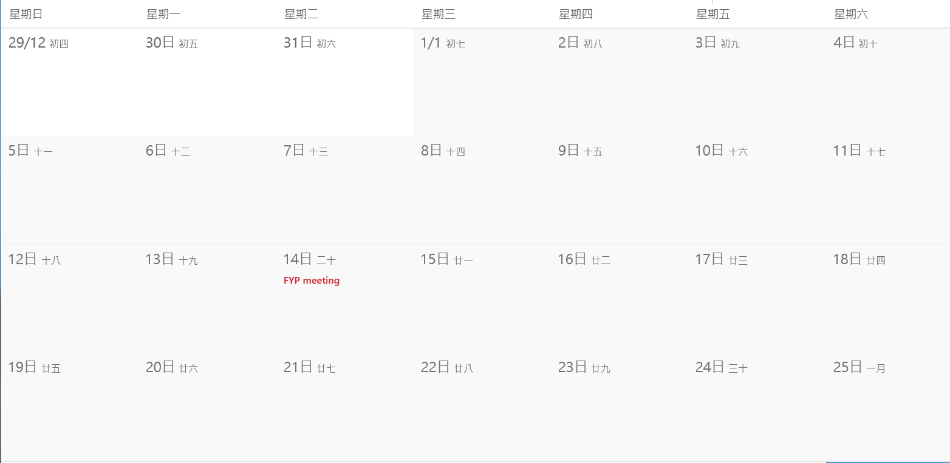 星期日 星期一 星期二 星期三 星期四 星期五 星期六
29/12 初四 30日 初五 31日 初六 1/1 初七 2日 初八 3日 初九 4日 初十
5日 十一 6日 十二 7日 十三 8日 十四 9日 十五 10日 十六 11日 十七
12日 十八 13日 十九 14日 二十 15日 廿一 16日 廿二 17日 廿三 18日 廿四
FYP meeting
19日 廿五 20日 廿六 21日 廿七 22日 廿八 23日 廿九 24日 三十 25日 一月